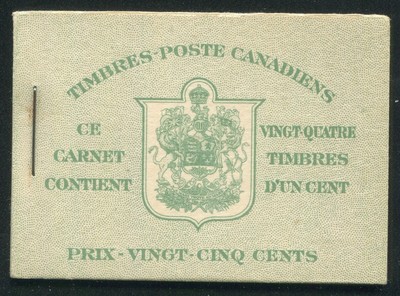 TIMBRES-POSTE CANADIENS
CE
CARNET
CONTIENT
VINGT-QUATRE
TIMBRES
D'UN CENT
PRIX-VINGT-CINQ CENTS